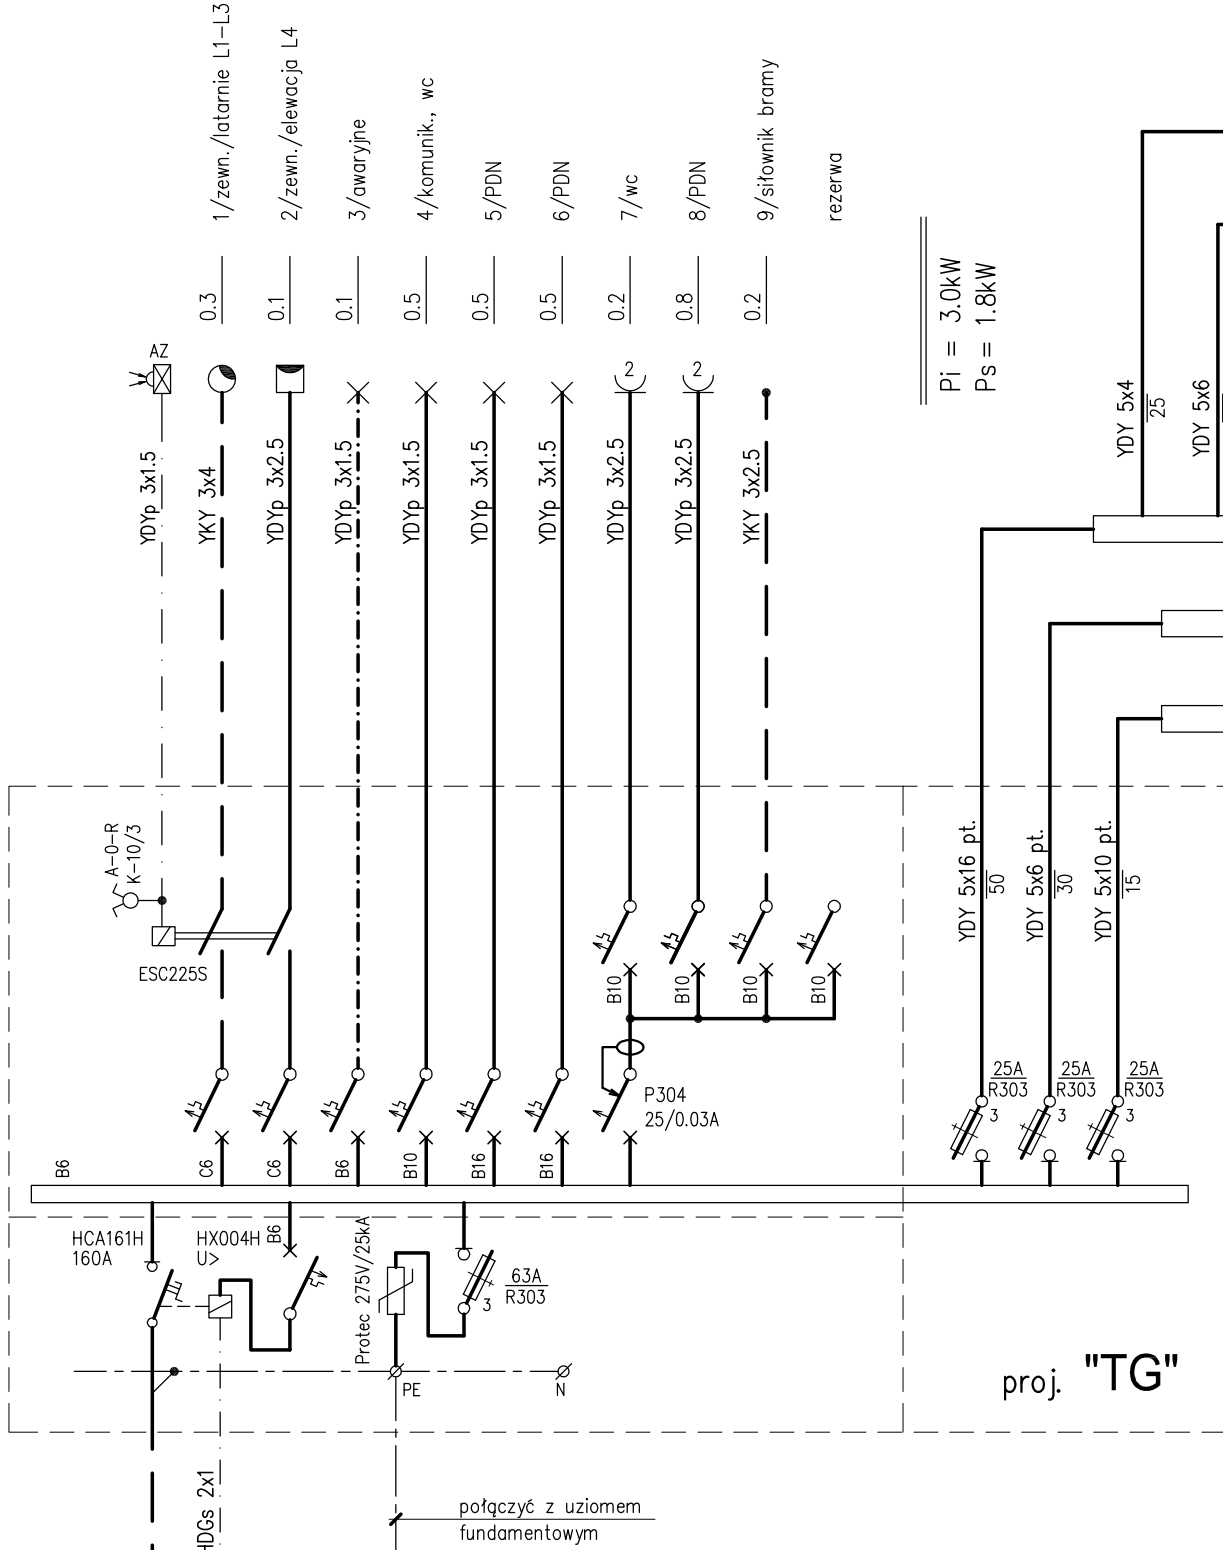 1/zewn./latarnie L1-L3
2/zewn./elewacja L4
3/awaryjne
4/komunik., wc
5/PDN
6/PDN
7/wc
8/PDN
9/siłownik bramy
rezerwa
0.3
0.1
0.1
0.5
0.5
0.5
0.2
0.8
0.2
Pi = 3.0kW
Ps = 1.8kW
AZ
2
2
YDYp 3x1.5
YKY 3x4
YDYp 3x2.5
YDYp 3x1.5
YDYp 3x1.5
YDYp 3x1.5
YDYp 3x1.5
YDYp 3x2.5
YDYp 3x2.5
YKY 3x2.5
YDY 5x4
25
YDY 5x6
A-0-R
K-10/3
ESC225S
B10
B10
B10
B10
YDY 5x16 pt.
50
YDY 5x6 pt.
30
YDY 5x10 pt.
15
P304
25/0.03A
25A
R303
3
25A
R303
3
25A
R303
3
B6
C6
C6
B6
B10
B16
B16
HCA161H
160A
HX004H
U>
B6
Protec 275V/25kA
63A
R303
3
PE
N
proj. "TG"
HDGs 2x1
połączyć z uziomem
fundamentowym